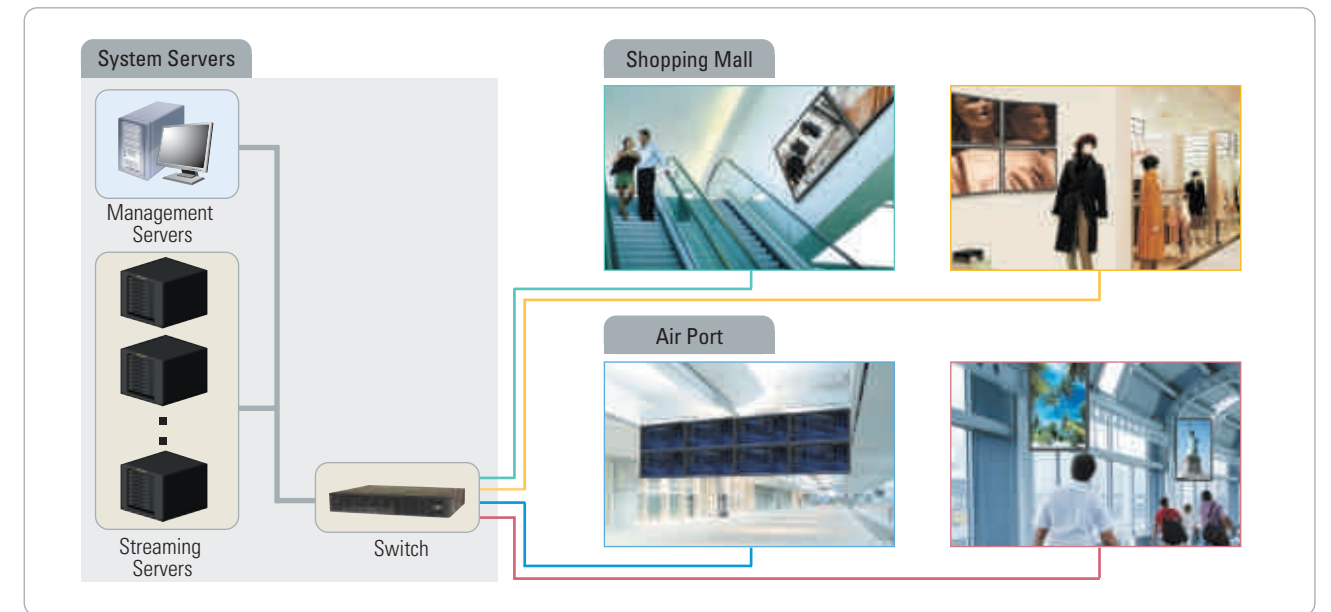 System Servers
Management
Servers
Streaming
Servers
Switch
Shopping Mall
Air Port